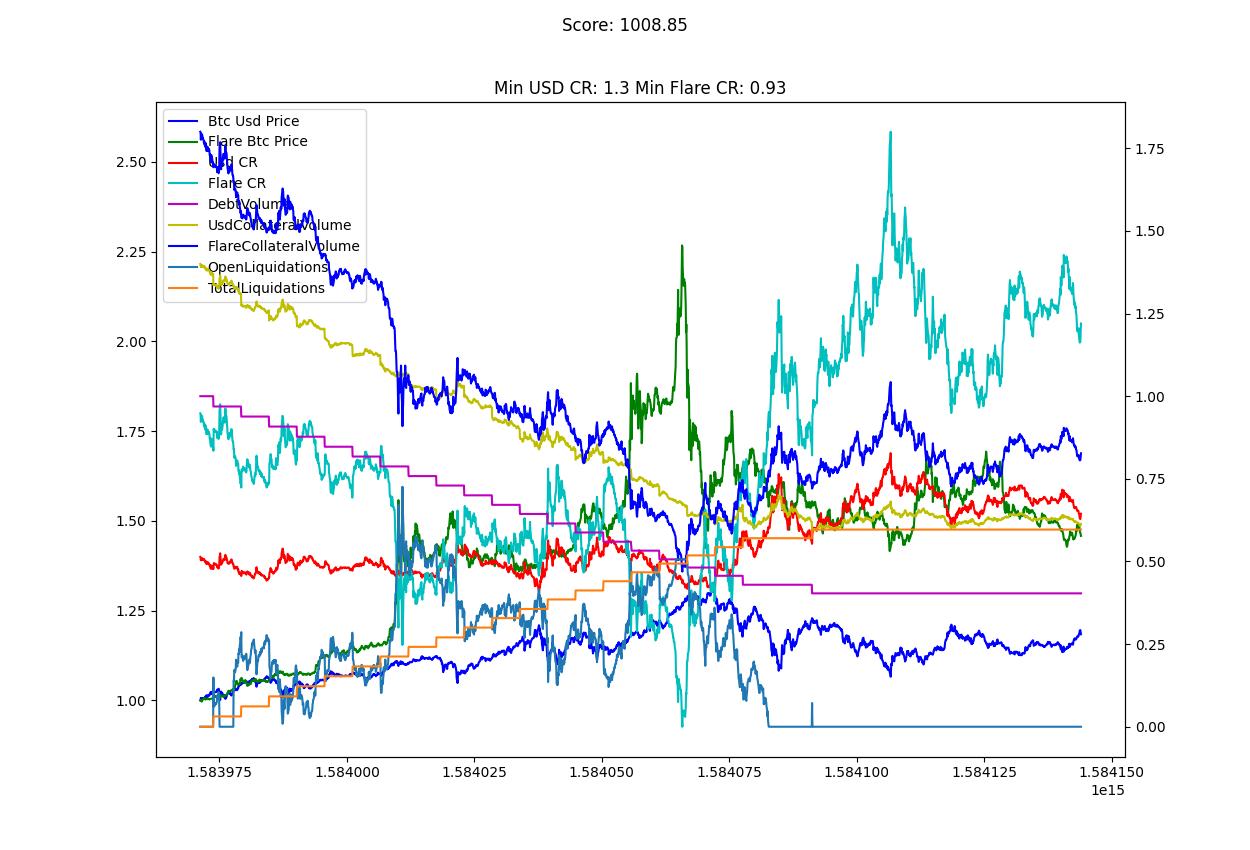 Score: 1008.85
Min USD CR: 1.3 Min Flare CR: 0.93
Btc Usd Price
Flare Btc Price
Usd CR
Flare CR
DebtVolume
UsdCollateralVolume
FlareCollateralVolume
OpenLiquidations
TotalLiquidations
2.50
2.25
2.00
1.75
1.50
1.25
1.00
1.75
1.50
1.25
1.00
0.75
0.50
0.25
0.00
1.583975
1.584000
1.584025
1.584050
1.584075
1.584100
1.584125
1.584150
1e15